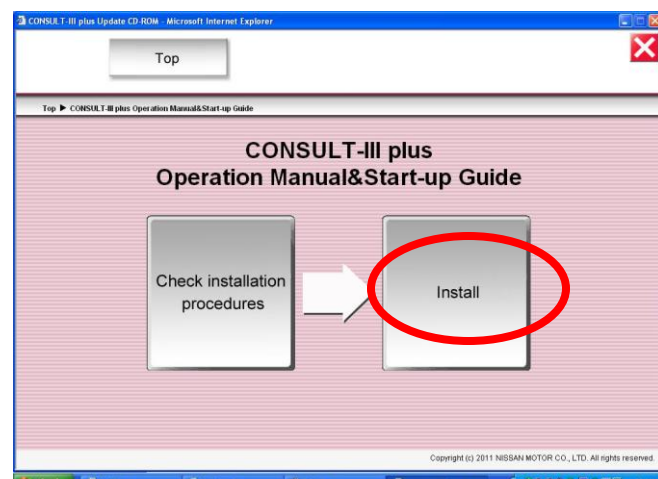 CONSULT-III plus Update CD-ROM - Microsoft Internet Explorer
Top
Top ▶ CONSULT-III plus Operation Manual&Start-up Guide
CONSULT-III plus
Operation Manual&Start-up Guide
Check installation
procedures
Install
Copyright (c) 2011 NISSAN MOTOR CO., LTD. All rights reserved.